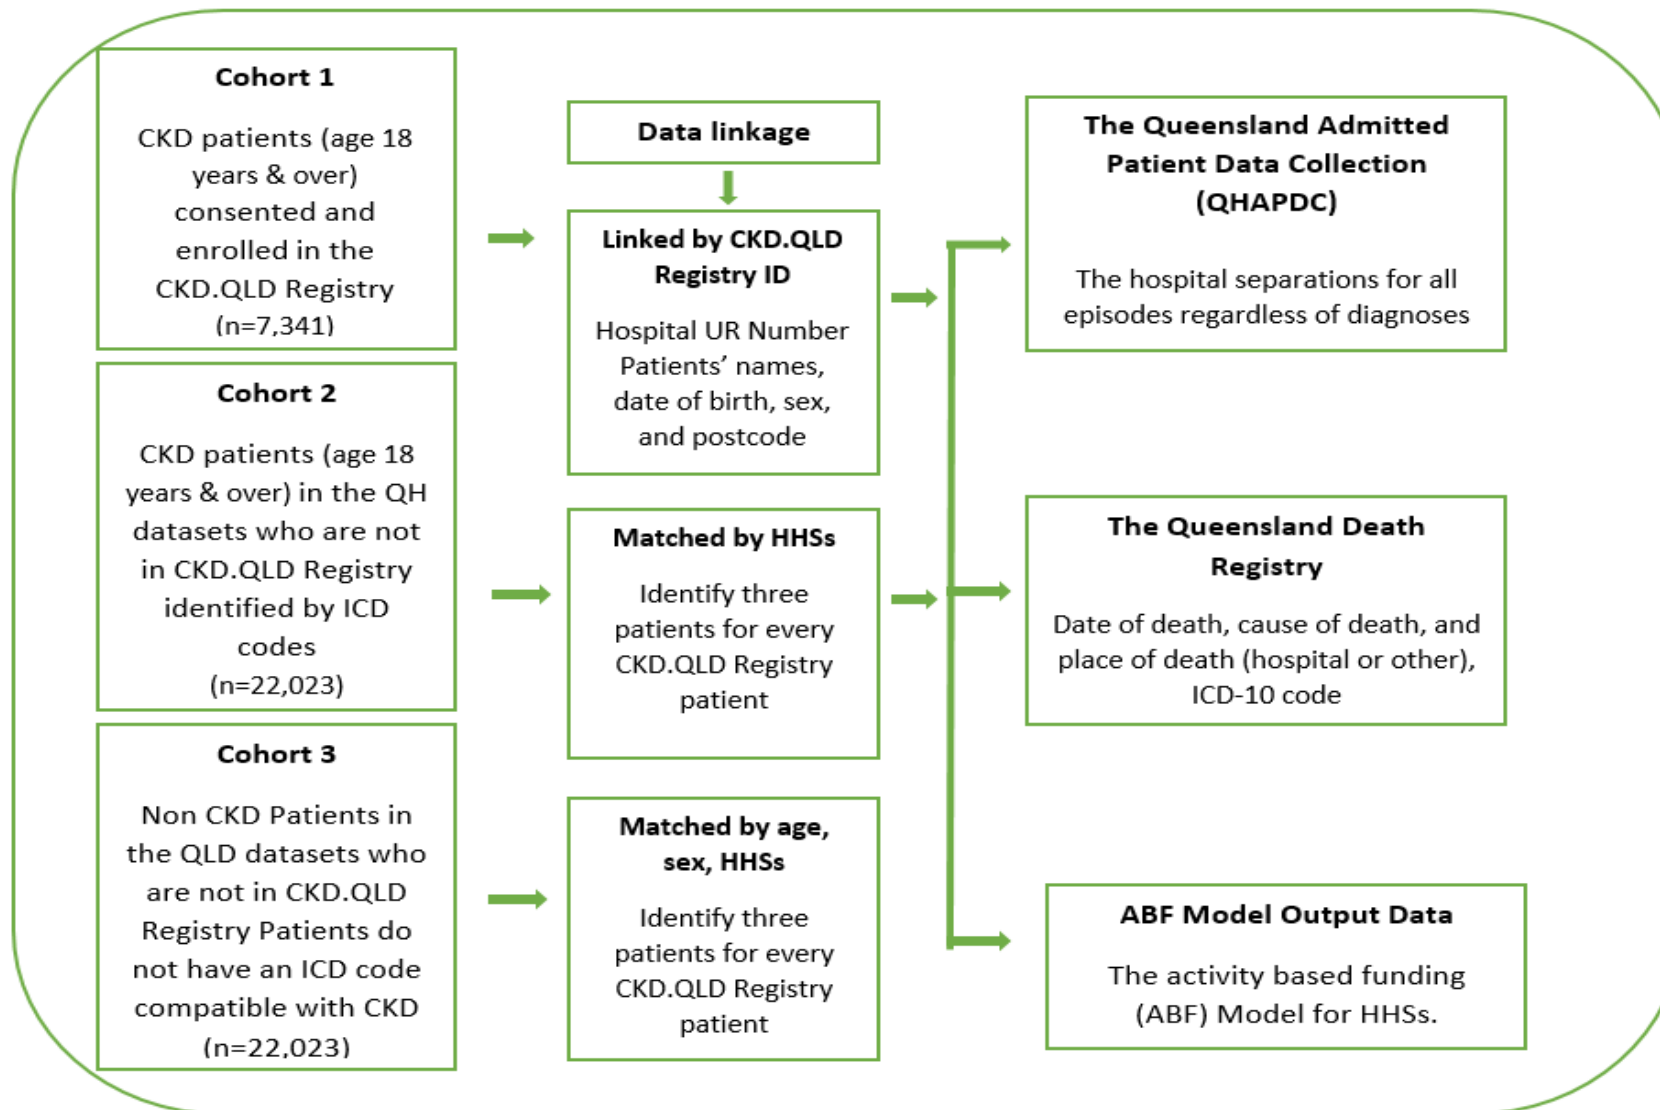 Cohort 1
CKD patients (age 18
years & over)
consented and
enrolled in the
CKD.QLD Registry
(n=7,341)
Cohort 2
CKD patients (age 18
years & over) in the QH
datasets who are not
in CKD.QLD Registry
identified by ICD
codes
(n=22,023)
Cohort 3
Non CKD Patients in
the QLD datasets who
are not in CKD.QLD
Registry Patients do
not have an ICD code
compatible with CKD
(n=22,023)
Data linkage
Linked by CKD.QLD
Registry ID
Hospital UR Number
Patients’ names,
date of birth, sex,
and postcode
Matched by HHSs
Identify three
patients for every
CKD.QLD Registry
patient
Matched by age,
sex, HHSs
Identify three
patients for every
CKD.QLD Registry
patient
The Queensland Admitted
Patient Data Collection
(QHAPDC)
The hospital separations for all
episodes regardless of diagnoses
The Queensland Death
Registry
Date of death, cause of death, and
place of death (hospital or other),
ICD-10 code
ABF Model Output Data
The activity based funding
(ABF) Model for HHSs.